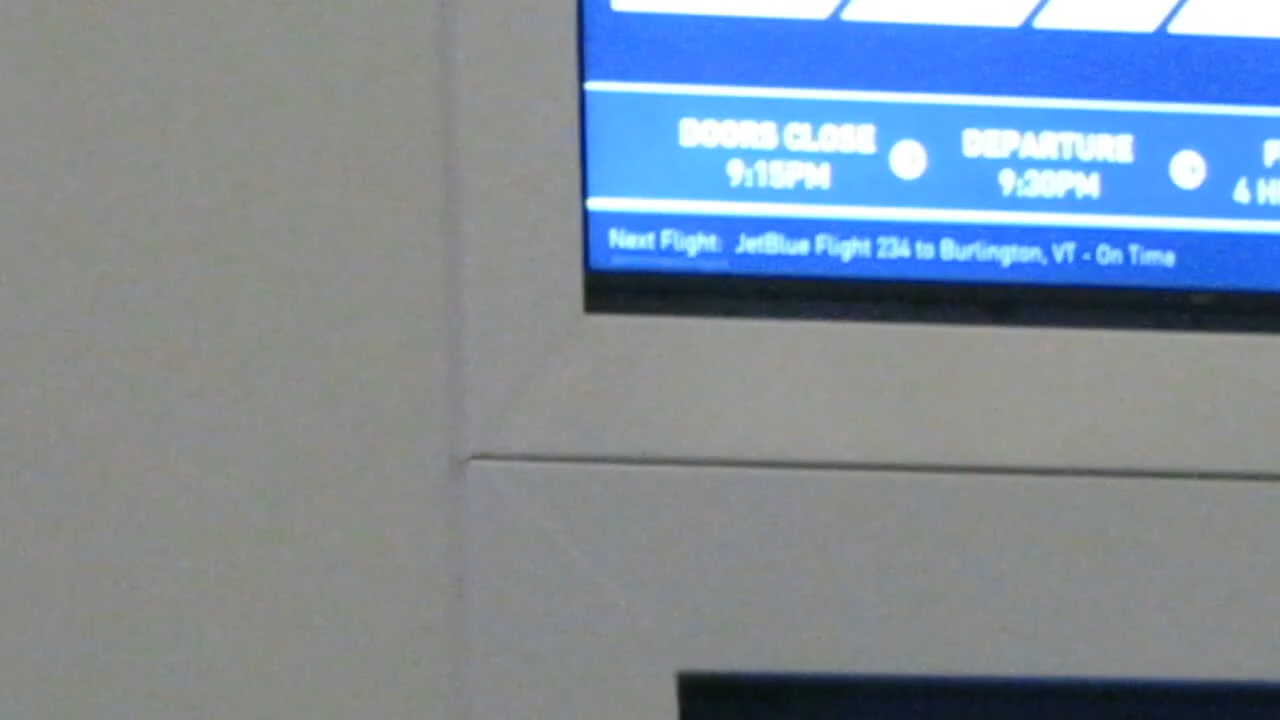 DOORS CLOSE
9:15PM
DEPARTURE
9:30PM
4
Next Flight: JetBlue Flight 234 to Burlington, VT - On Time